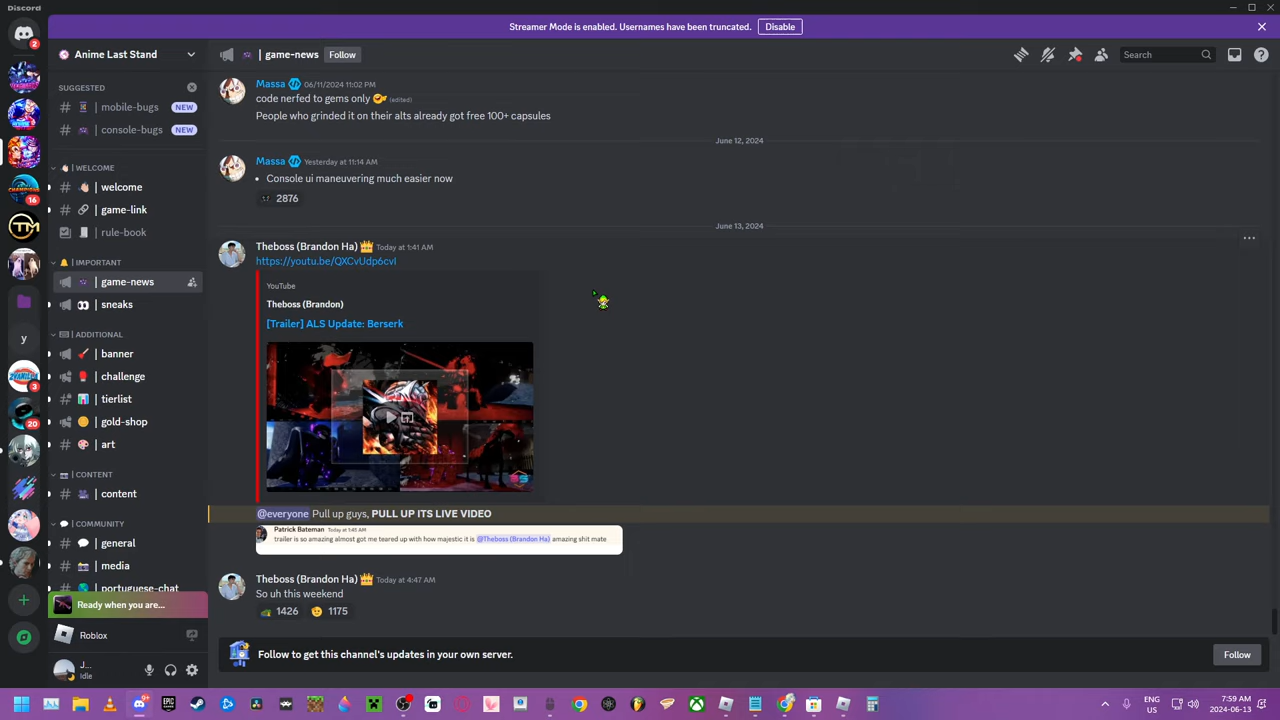 Discord
Streamer Mode is enabled. Usernames have been truncated.
Disable
Anime Last Stand
SUGGESTED
mobile-bugs
NEW
console-bugs
NEW
| WELCOME
| welcome
| game-link
| rule-book
| IMPORTANT
| game-news
| sneaks
| ADDITIONAL
| banner
| challenge
| tierlist
| gold-shop
| art
| CONTENT
| content
| COMMUNITY
| general
| media
| portuguese-chat
Ready when you are...
Roblox
J...
Idle
2
16
3
20
y
TM
| game-news
Follow
Search
Massa 06/11/2024 11:02 PM
code nerfed to gems only (edited)
People who grinded it on their alts already got free 100+ capsules
June 12, 2024
Massa Yesterday at 11:14 AM
• Console ui maneuvering much easier now
2876
June 13, 2024
Theboss (Brandon Ha) Today at 1:41 AM
https://youtu.be/QXCvUdp6cvI
YouTube
Theboss (Brandon)
[Trailer] ALS Update: Berserk
@everyone Pull up guys, PULL UP ITS LIVE VIDEO
Patrick Bateman Today at 1:45 AM
trailer is so amazing almost got me teared up with how majestic it is @Theboss (Brandon Ha) amazing shit mate
Theboss (Brandon Ha) Today at 4:47 AM
So uh this weekend
1426
1175
Follow to get this channel's updates in your own server.
Follow
9+
ENG
US
7:59 AM
2024-06-13